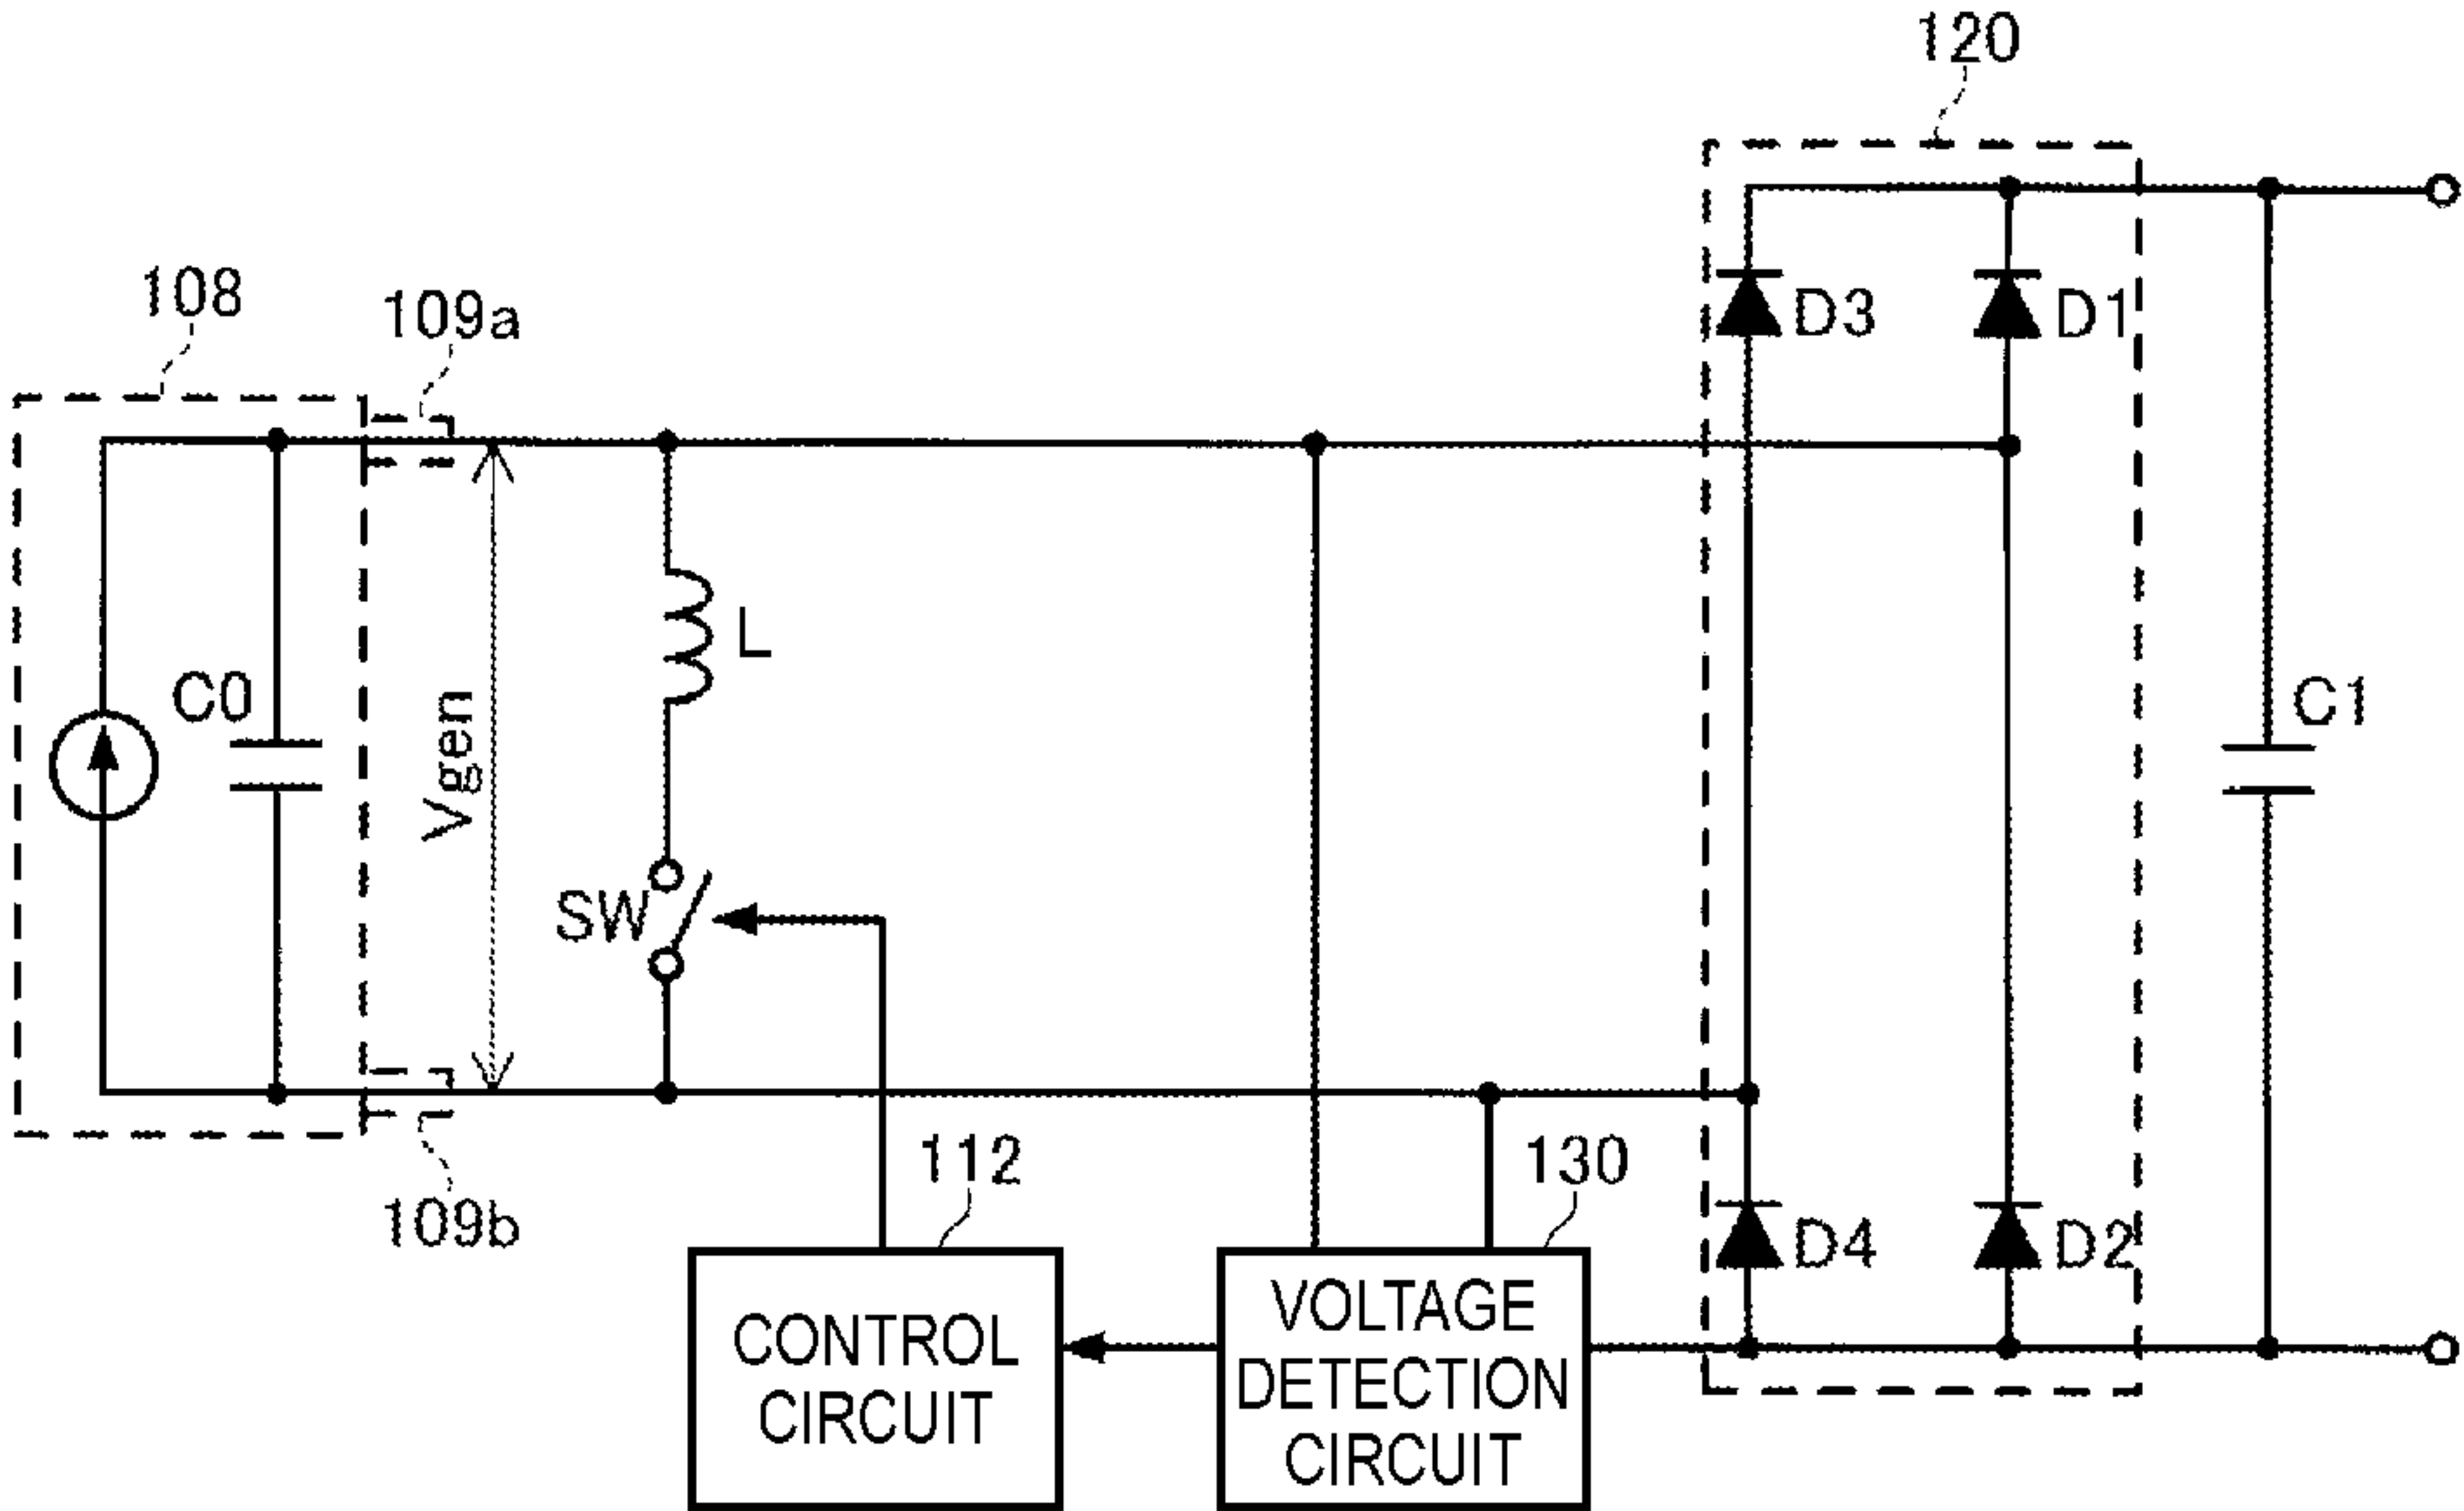 120
108
109a
D3
D1
L
C0
Vgen
C1
SW
112
130
109b
D4
D2
CONTROL
CIRCUIT
VOLTAGE
DETECTION
CIRCUIT